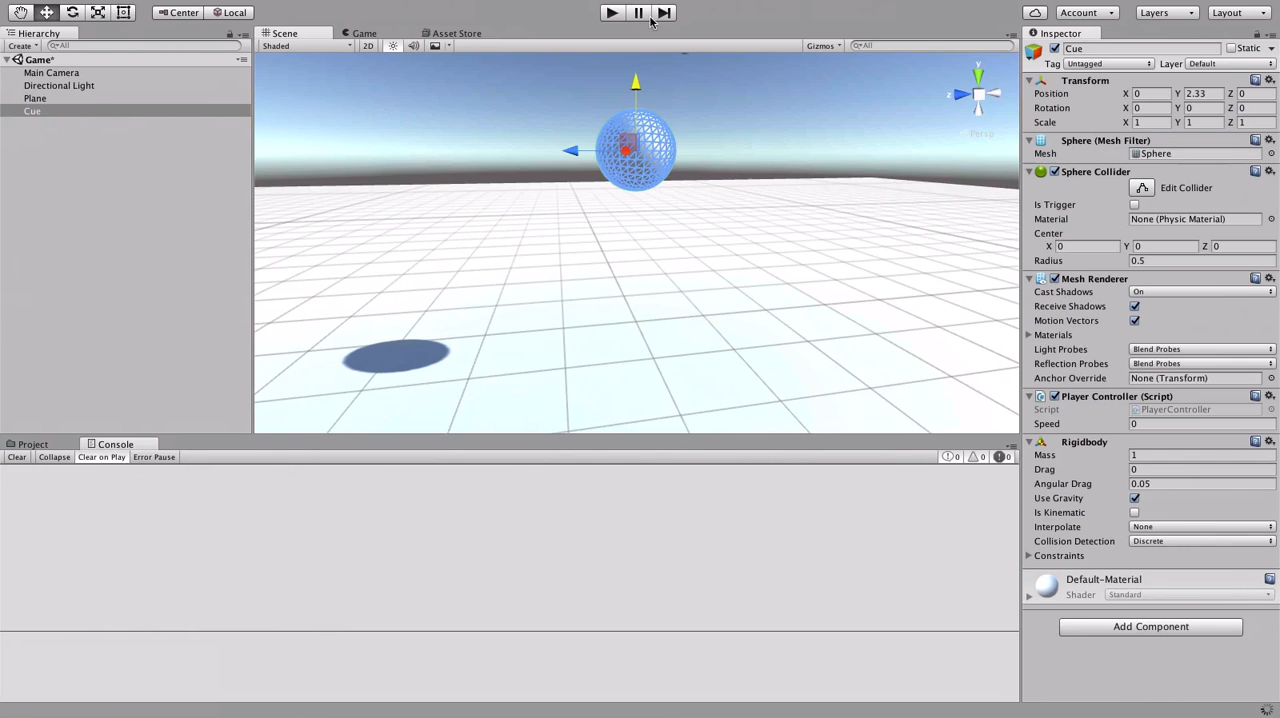 Center Local Account Layers Layout
Hierarchy Scene Game Asset Store Inspector
Create All Shaded 2D Gizmos All Cue Static
Game* Tag Untagged Layer Default
Main Camera Transform
Directional Light Position X 0 Y 2.33 Z 0
Plane Rotation X 0 Y 0 Z 0
Cue Scale X 1 Y 1 Z 1
y
z
Persp
Sphere (Mesh Filter)
Mesh Sphere
Sphere Collider
Edit Collider
Is Trigger
Material None (Physic Material)
Center
X 0 Y 0 Z 0
Radius 0.5
Mesh Renderer
Cast Shadows On
Receive Shadows
Motion Vectors
Materials
Light Probes Blend Probes
Reflection Probes Blend Probes
Anchor Override None (Transform)
Player Controller (Script)
Script PlayerController
Speed 0
Project Console Rigidbody
Clear Collapse Clear on Play Error Pause 0 0 0 Mass 1
Drag 0
Angular Drag 0.05
Use Gravity
Is Kinematic
Interpolate None
Collision Detection Discrete
Constraints
Default-Material
Shader Standard
Add Component